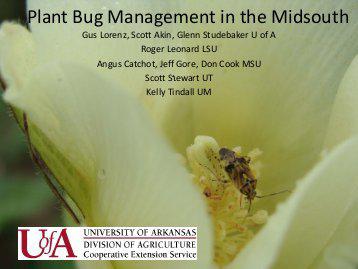 Plant Bug Management in the Midsouth
Gus Lorenz, Scott Akin, Glenn Studebaker U of A
Roger Leonard LSU
Angus Catchot, Jeff Gore, Don Cook MSU
Scott Stewart UT
Kelly Tindall UM
UofA
UNIVERSITY OF ARKANSAS
DIVISION OF AGRICULTURE
Cooperative Extension Service